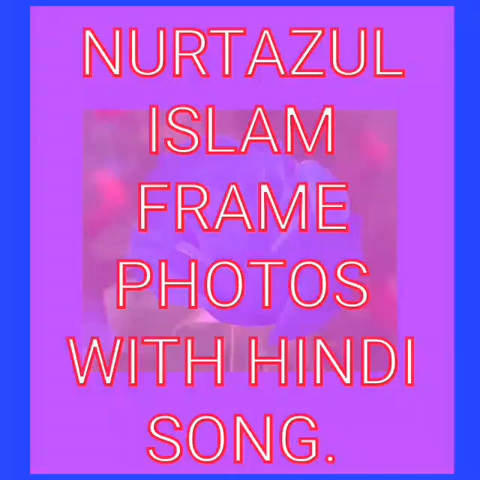 NURTAZUL
ISLAM
FRAME
PHOTOS
WITH HINDI
SONG.